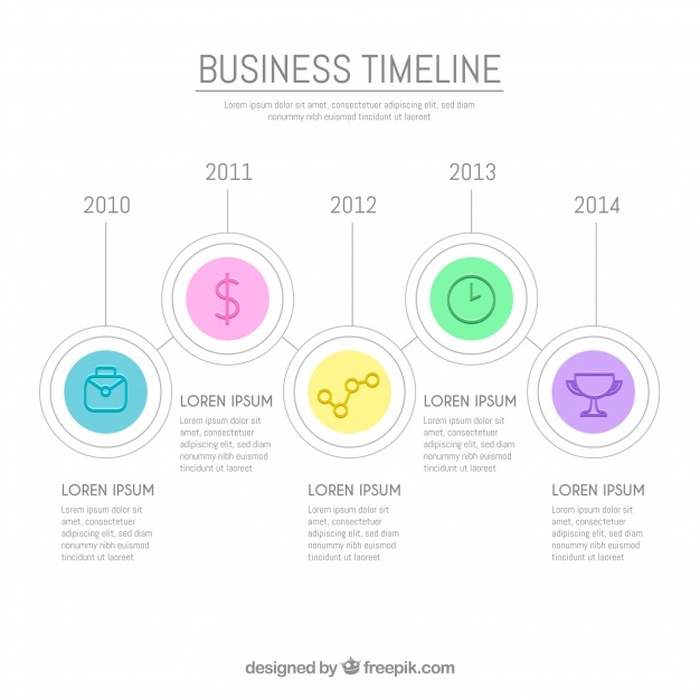 BUSINESS TIMELINE
Lorem ipsum dolor sit amet, consectetuer adipiscing elit, sed diam
nonummy nibh euismod tincidunt ut laoreet
2010
2011
2012
2013
2014
LOREN IPSUM
Lorem ipsum dolor sit
amet, consectetuer
adipiscing elit, sed diam
nonummy nibh euismod
tincidunt ut laoreet
LOREN IPSUM
Lorem ipsum dolor sit
amet, consectetuer
adipiscing elit, sed diam
nonummy nibh euismod
tincidunt ut laoreet
LOREN IPSUM
Lorem ipsum dolor sit
amet, consectetuer
adipiscing elit, sed diam
nonummy nibh euismod
tincidunt ut laoreet
LOREN IPSUM
Lorem ipsum dolor sit
amet, consectetuer
adipiscing elit, sed diam
nonummy nibh euismod
tincidunt ut laoreet
LOREN IPSUM
Lorem ipsum dolor sit
amet, consectetuer
adipiscing elit, sed diam
nonummy nibh euismod
tincidunt ut laoreet
designed by freepik.com